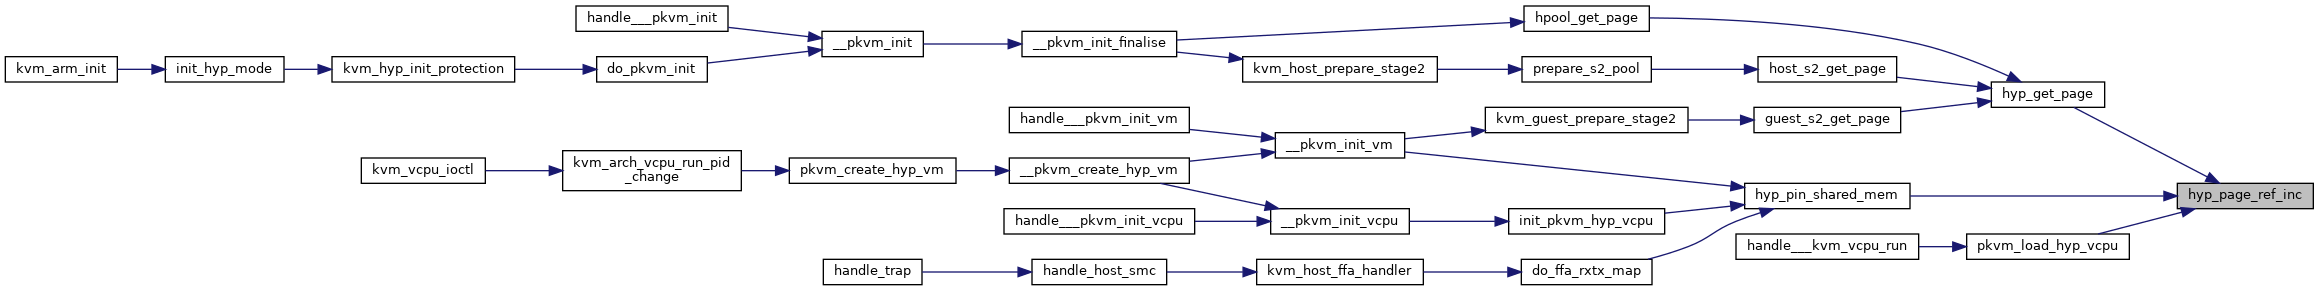 handle___pkvm_init
hpool_get_page
__pkvm_init
__pkvm_init_finalise
kvm_arm_init
init_hyp_mode
kvm_hyp_init_protection
do_pkvm_init
kvm_host_prepare_stage2
prepare_s2_pool
host_s2_get_page
hyp_get_page
handle___pkvm_init_vm
kvm_guest_prepare_stage2
guest_s2_get_page
__pkvm_init_vm
kvm_vcpu_ioctl
kvm_arch_vcpu_run_pid
_change
pkvm_create_hyp_vm
__pkvm_create_hyp_vm
hyp_pin_shared_mem
hyp_page_ref_inc
handle___pkvm_init_vcpu
__pkvm_init_vcpu
init_pkvm_hyp_vcpu
handle___kvm_vcpu_run
pkvm_load_hyp_vcpu
handle_trap
handle_host_smc
kvm_host_ffa_handler
do_ffa_rxtx_map